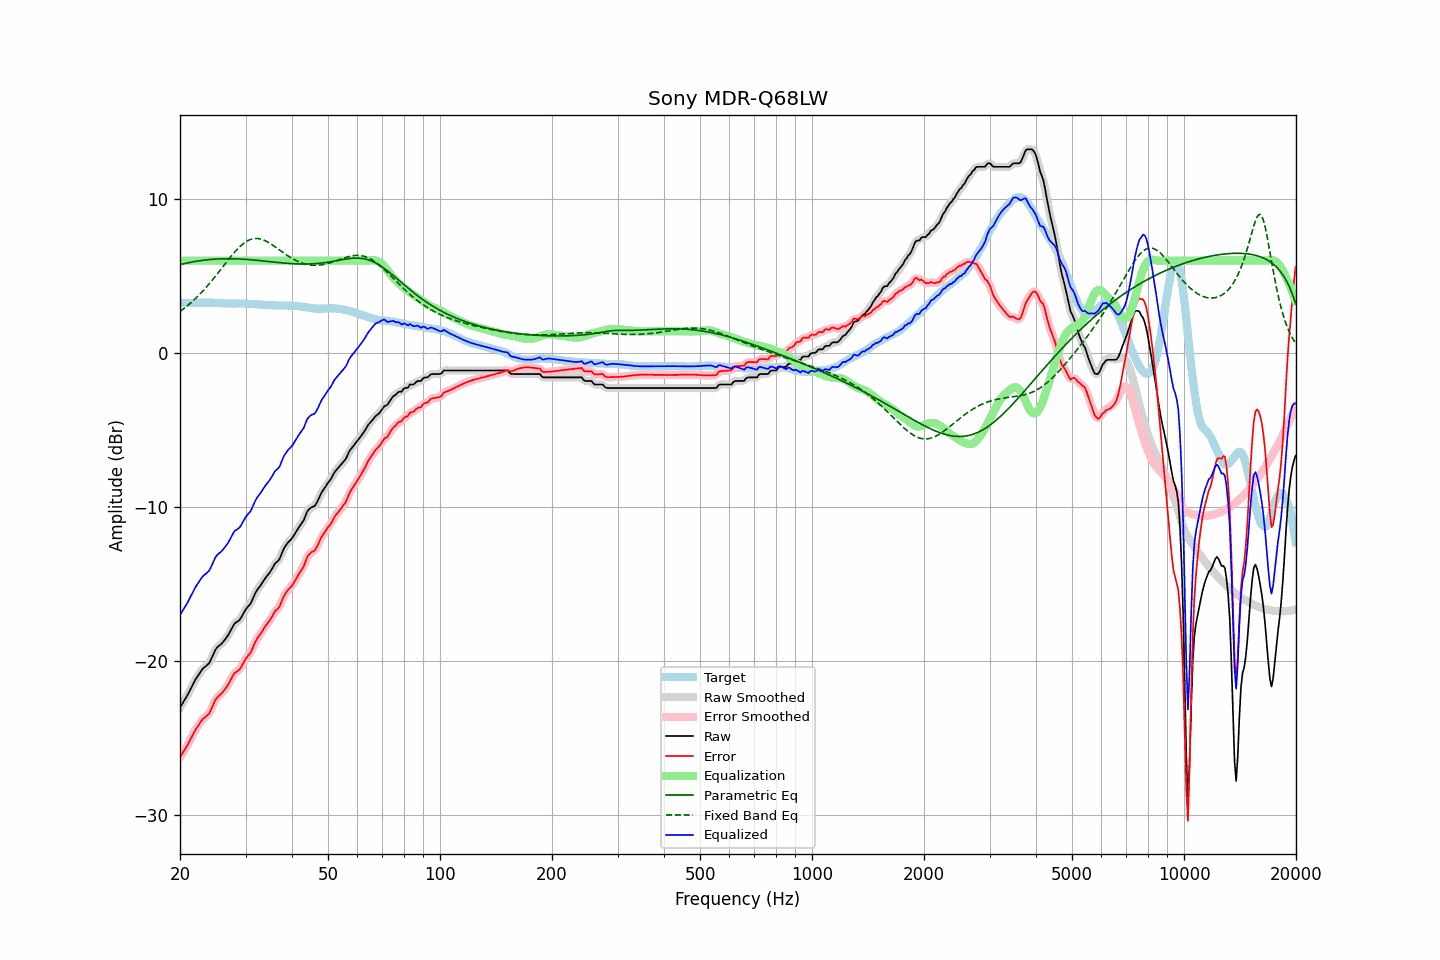 Sony MDR-Q68LW
Amplitude (dBr)
10
0
−10
−20
−30
Target
Raw Smoothed
Error Smoothed
Raw
Error
Equalization
Parametric Eq
Fixed Band Eq
Equalized
20 50 100 200 500 1000 2000 5000 10000 20000
Frequency (Hz)